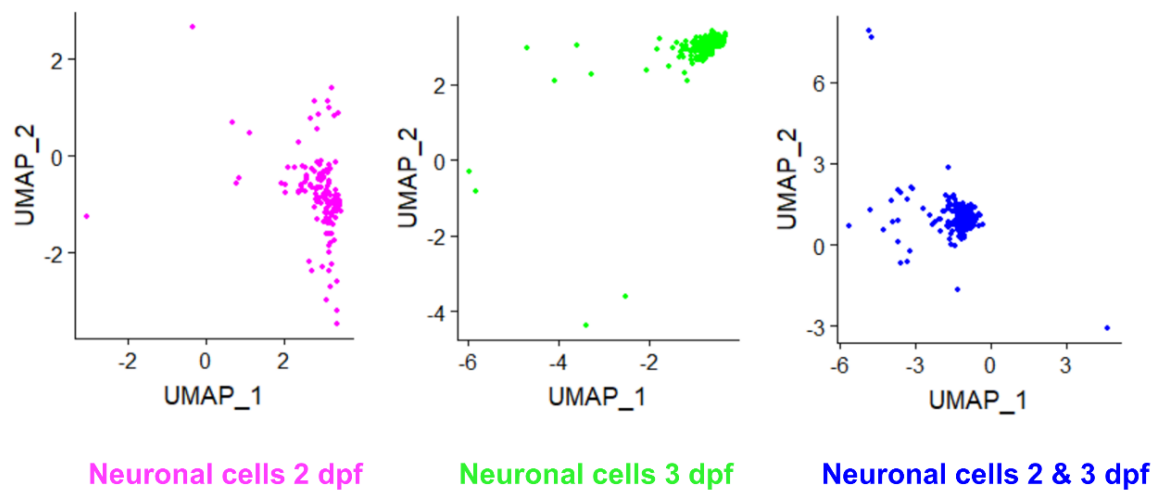 UMAP_2
2
0
-2
-2
0
2
UMAP_1
Neuronal cells 2 dpf
UMAP_2
2
0
-2
-4
-6
-4
-2
UMAP_1
Neuronal cells 3 dpf
UMAP_2
6
3
0
-3
-6
-3
0
3
UMAP_1
Neuronal cells 2 & 3 dpf